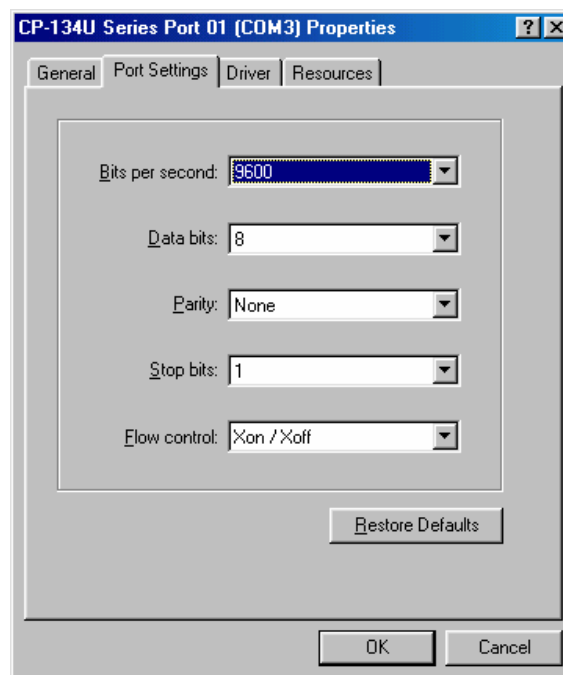 CP-134U Series Port 01 (COM3) Properties
General Port Settings Driver Resources
Bits per second: 9600
Data bits: 8
Parity: None
Stop bits: 1
Flow control: Xon / Xoff
Restore Defaults
OK Cancel